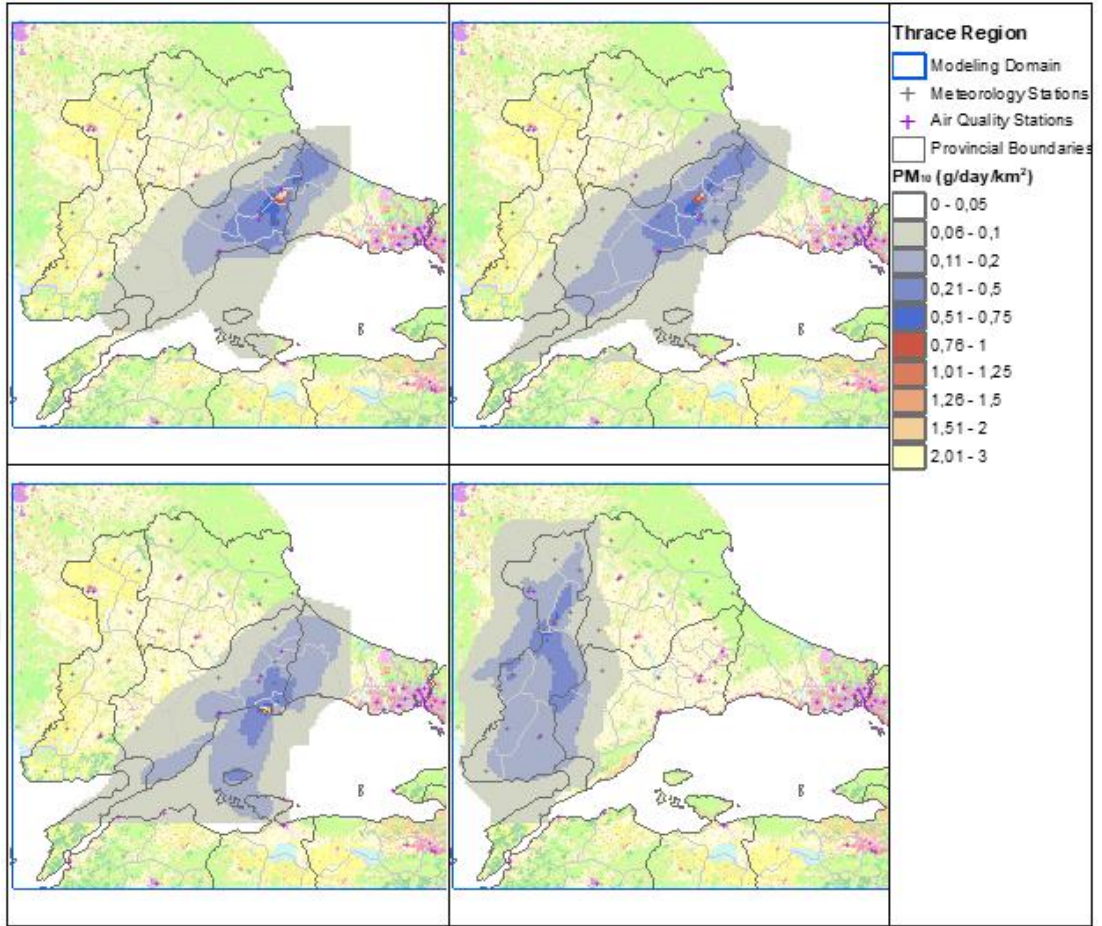 Thrace Region
Modeling Domain
Meteorology Stations
Air Quality Stations
Provincial Boundaries
PM₁₀ (g/day/km²)
0 - 0,05
0,06 - 0,1
0,11 - 0,2
0,21 - 0,5
0,51 - 0,75
0,76 - 1
1,01 - 1,25
1,26 - 1,5
1,51 - 2
2,01 - 3